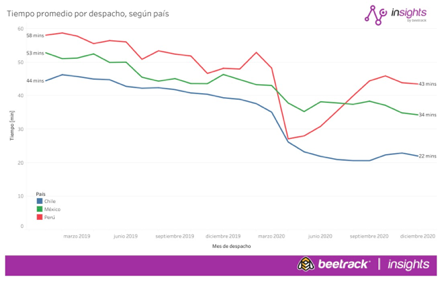 Tiempo promedio por despacho, según país
insights
by beetrack
60
58 mins
53 mins
50
44 mins
43 mins
40
34 mins
30
22 mins
20
10
0
Tiempo [min]
País
Chile
México
Perú
marzo 2019
junio 2019
septiembre 2019
diciembre 2019
marzo 2020
junio 2020
septiembre 2020
diciembre 2020
Mes de despacho
beetrack | insights